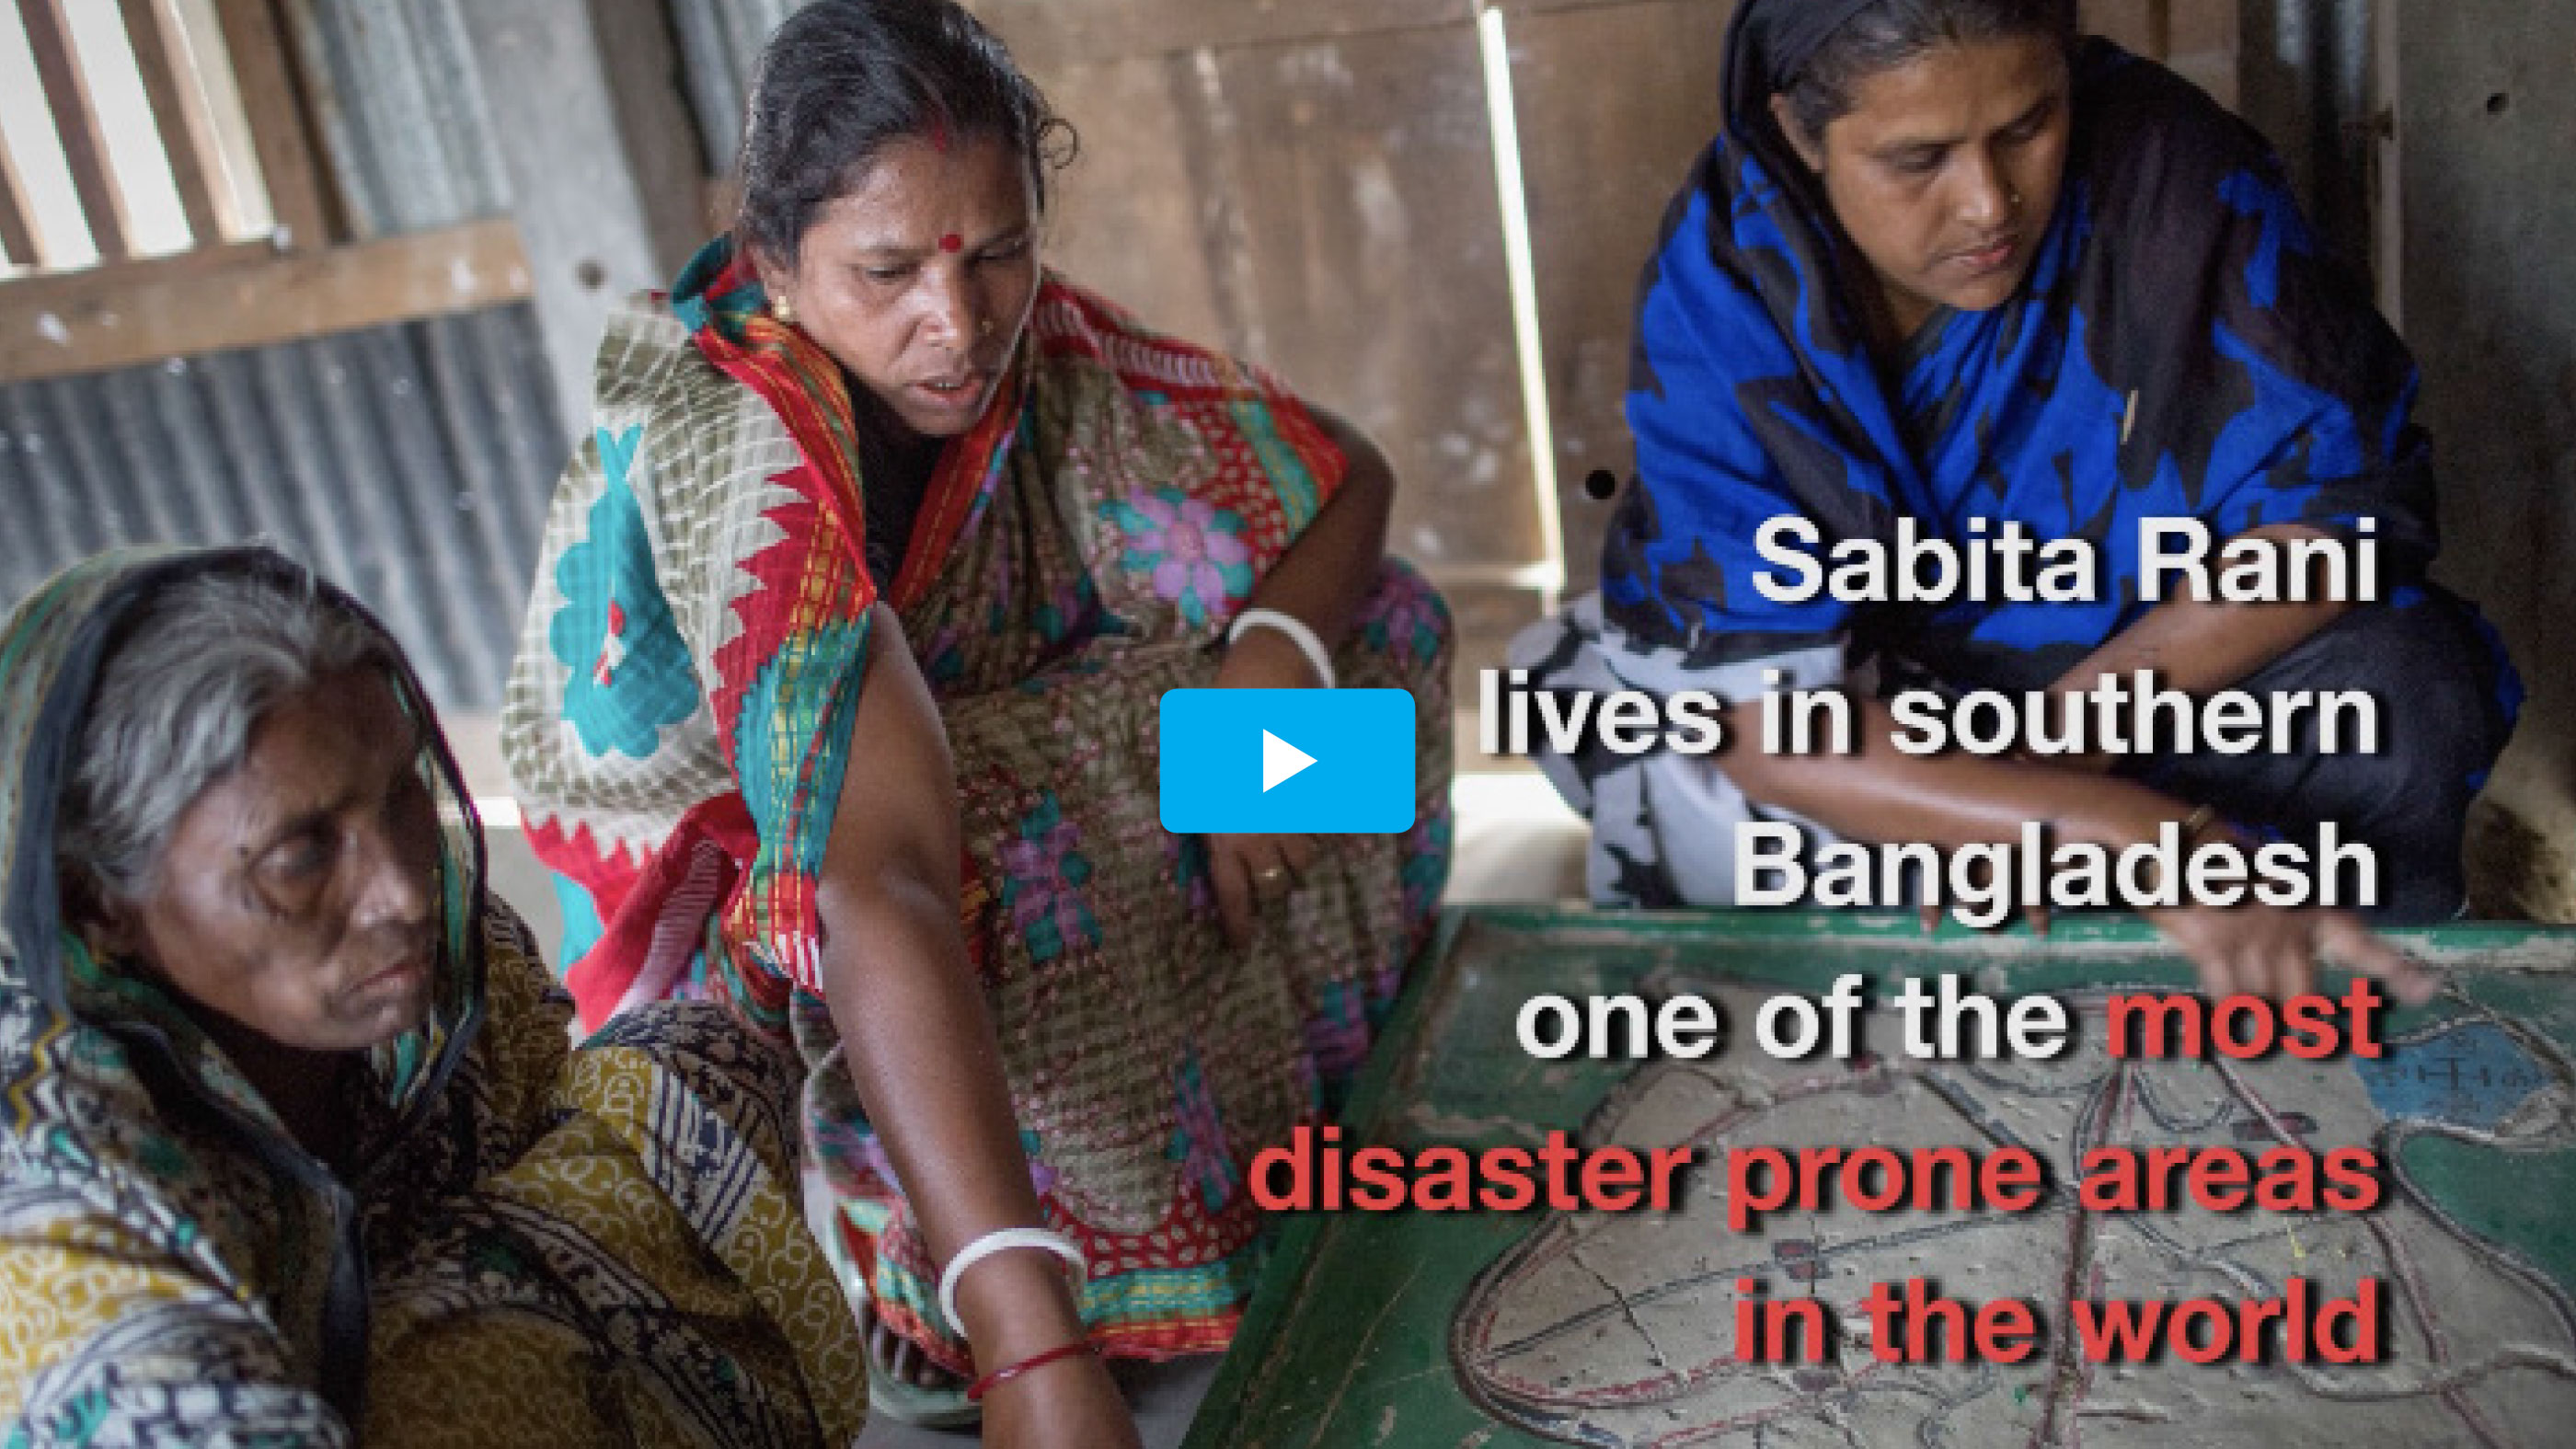 Sabita Rani
lives in southern
Bangladesh
one of the most
disaster prone areas
in the world